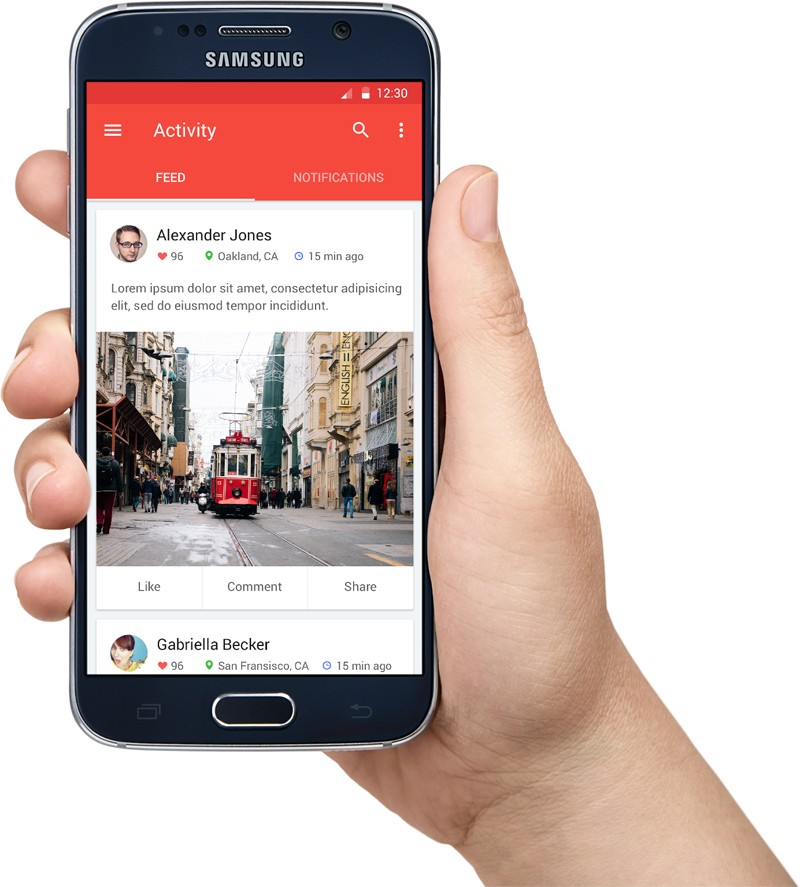 SAMSUNG
12:30
Activity
FEED NOTIFICATIONS
Alexander Jones
96 Oakland, CA 15 min ago
Lorem ipsum dolor sit amet, consectetur adipisicing
elit, sed do eiusmod tempor incididunt.
ENGLISH = ENGL
Like Comment Share
Gabriella Becker
96 San Fransisco, CA 15 min ago